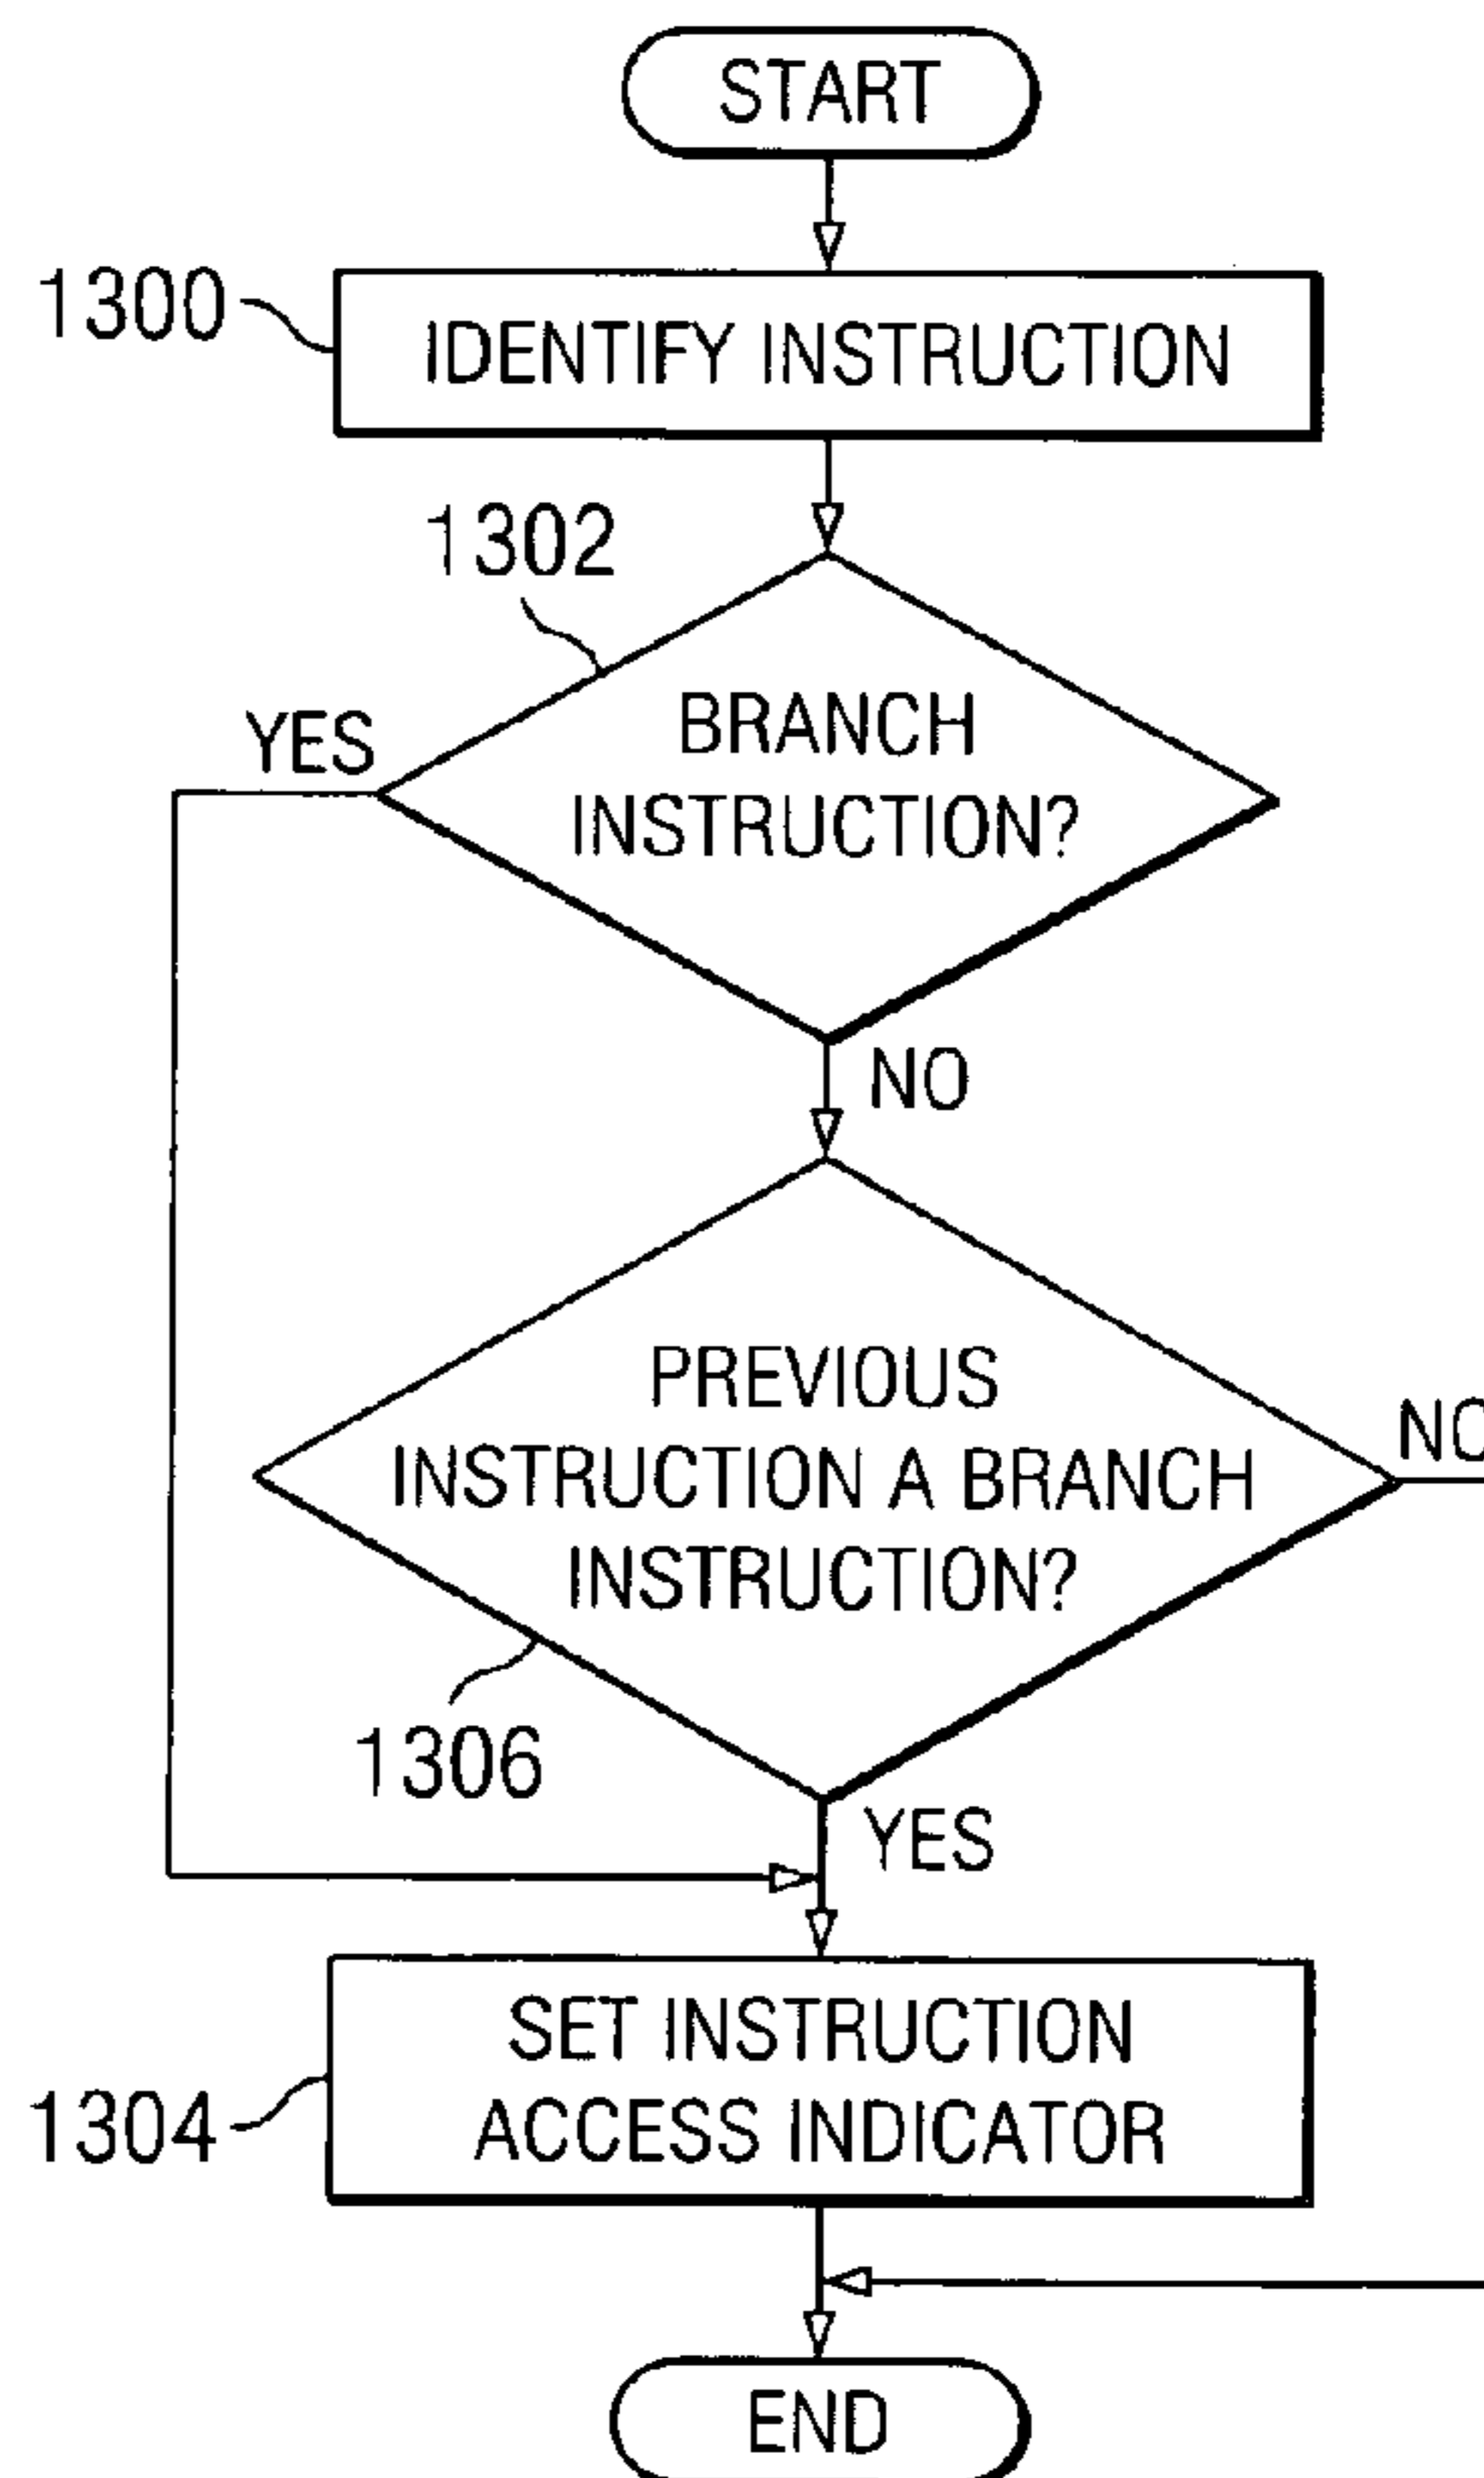 START
1300
IDENTIFY INSTRUCTION
1302
YES
BRANCH
INSTRUCTION?
NO
PREVIOUS
INSTRUCTION A BRANCH
INSTRUCTION?
NO
1306
YES
SET INSTRUCTION
ACCESS INDICATOR
1304
END